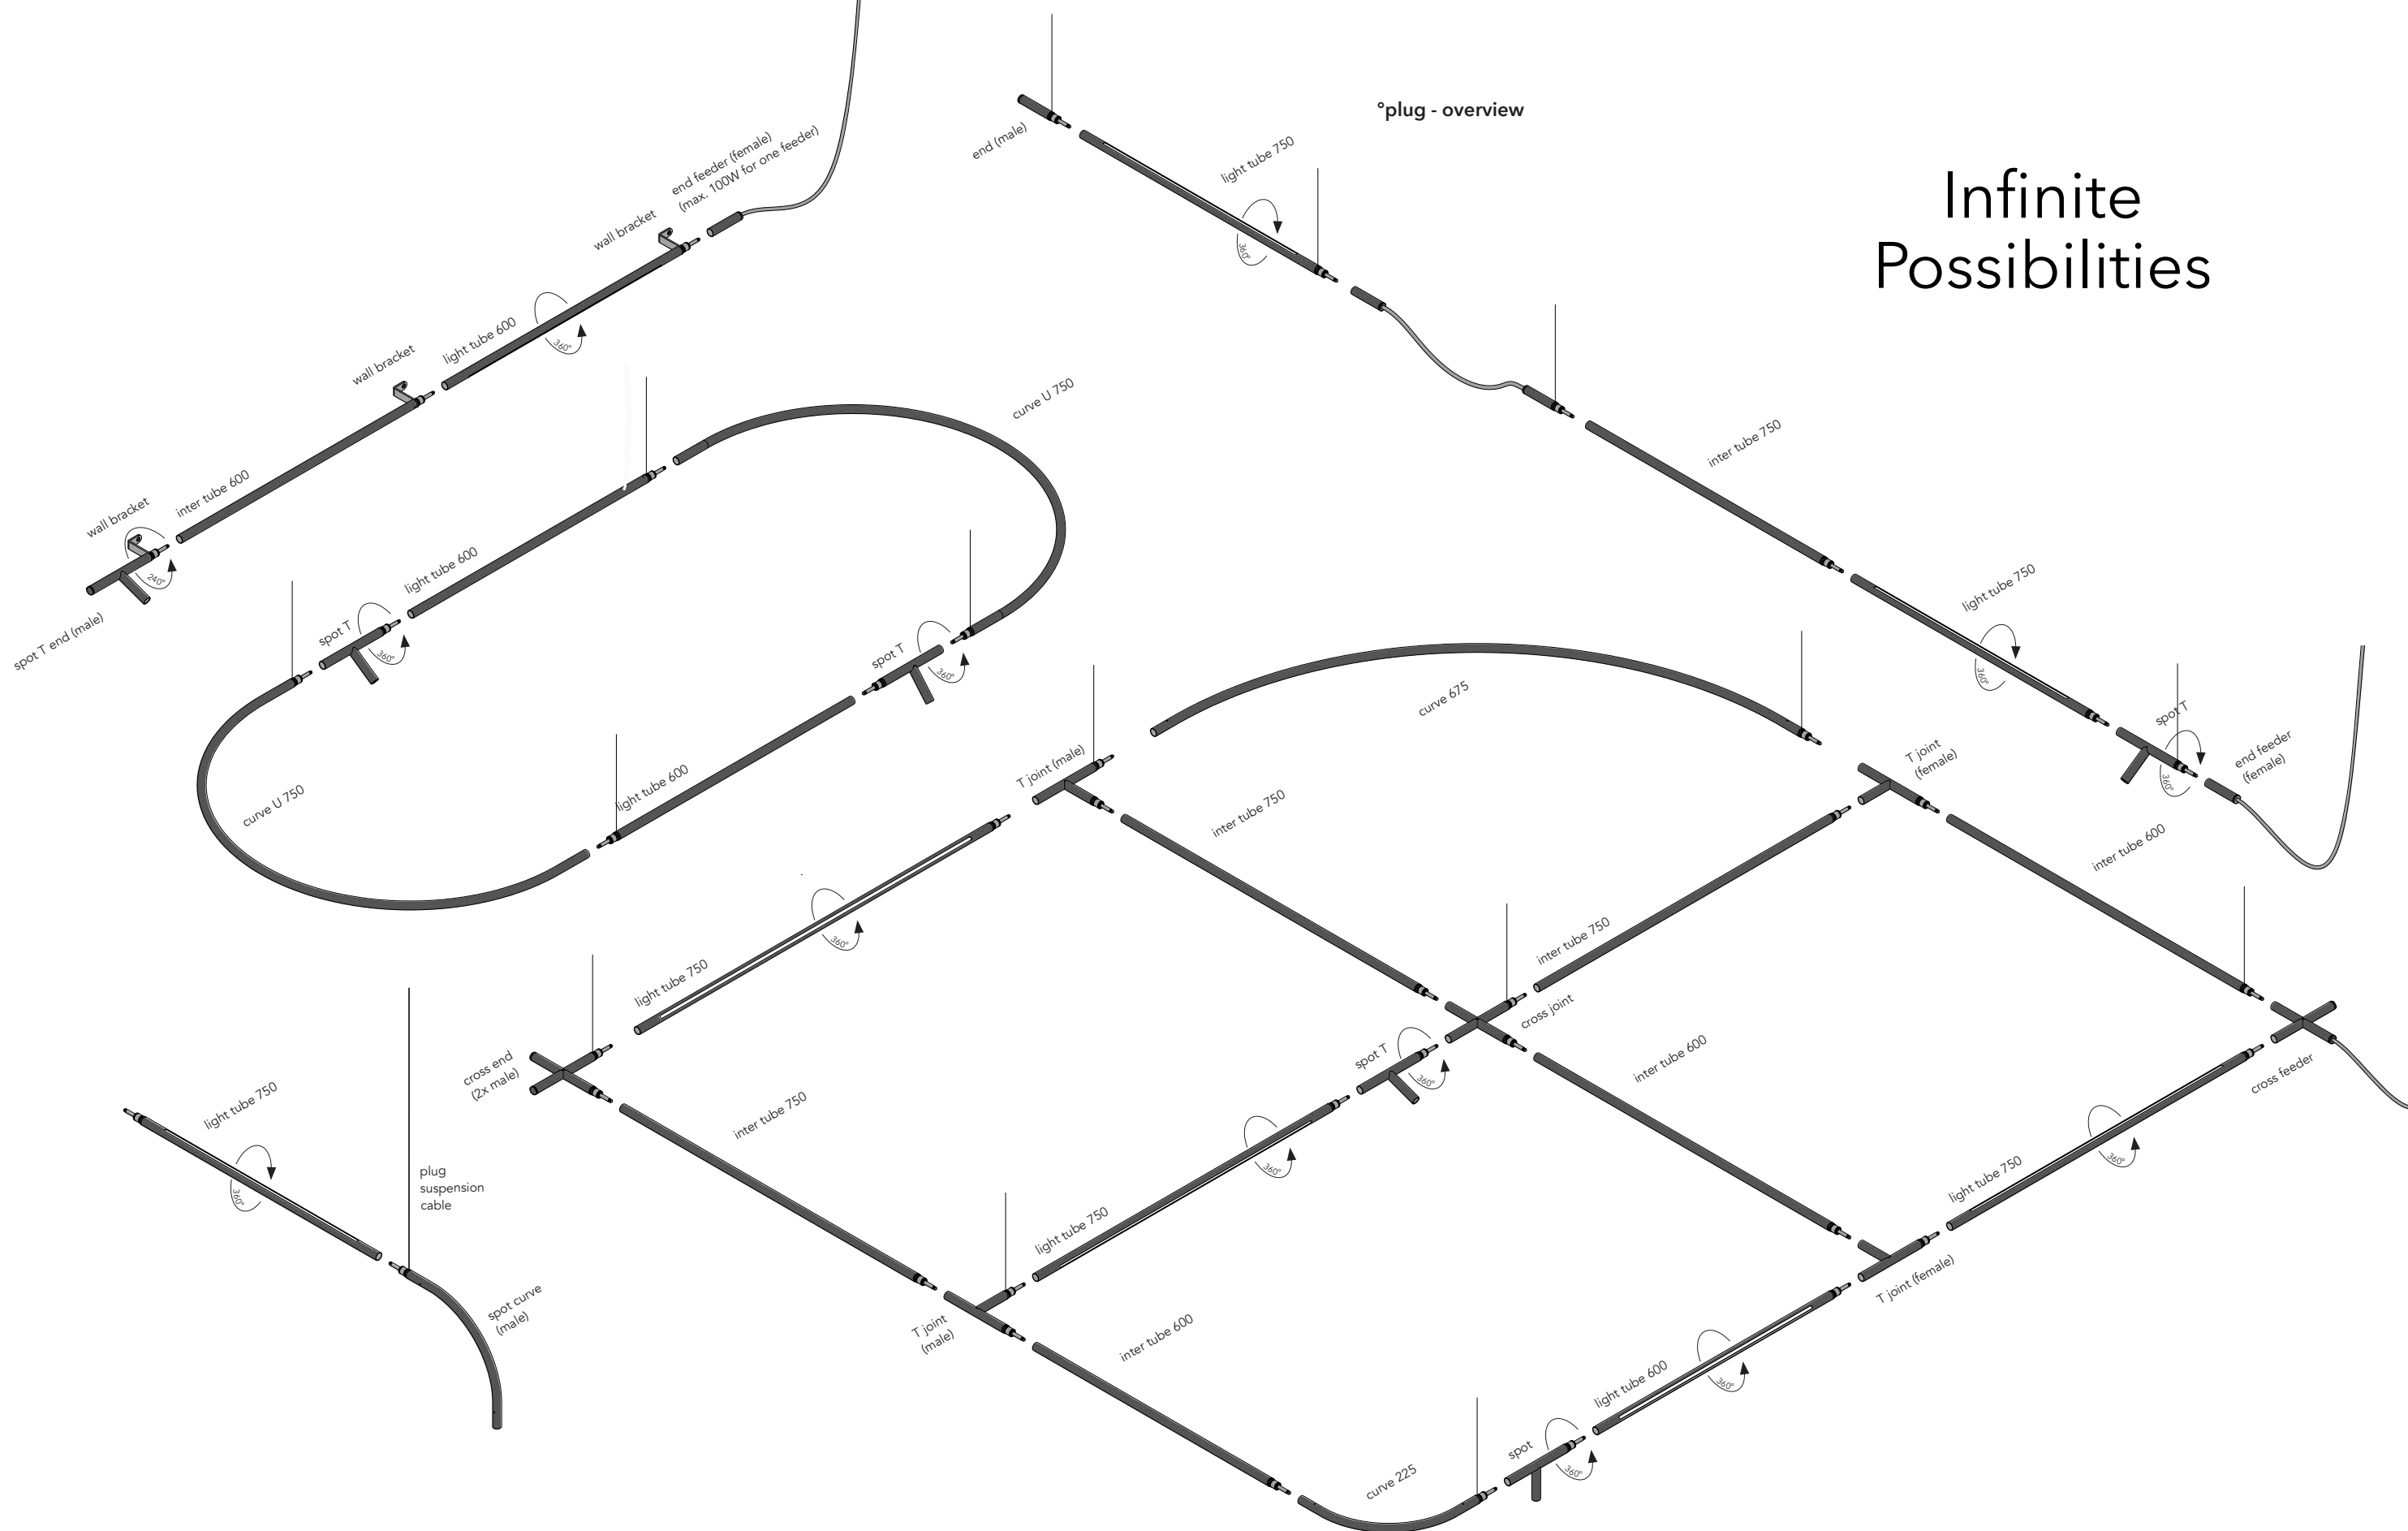 °plug - overview
Infinite
Possibilities
end (male)
light tube 750
360°
end feeder (female)
(max. 100W for one feeder)
wall bracket
light tube 600
360°
wall bracket
inter tube 600
wall bracket
240°
spot T end (male)
curve U 750
light tube 600
spot T
360°
spot T
360°
light tube 600
curve U 750
inter tube 750
light tube 750
360°
spot T
360°
end feeder
(female)
curve 675
T joint (male)
inter tube 750
T joint
(female)
inter tube 600
light tube 750
360°
inter tube 750
cross joint
spot T
360°
inter tube 600
cross feeder
cross end
(2x male)
inter tube 750
light tube 750
360°
light tube 750
360°
T joint (female)
light tube 750
360°
plug
suspension
cable
spot curve
(male)
T joint
(male)
inter tube 600
light tube 600
360°
spot
360°
curve 225